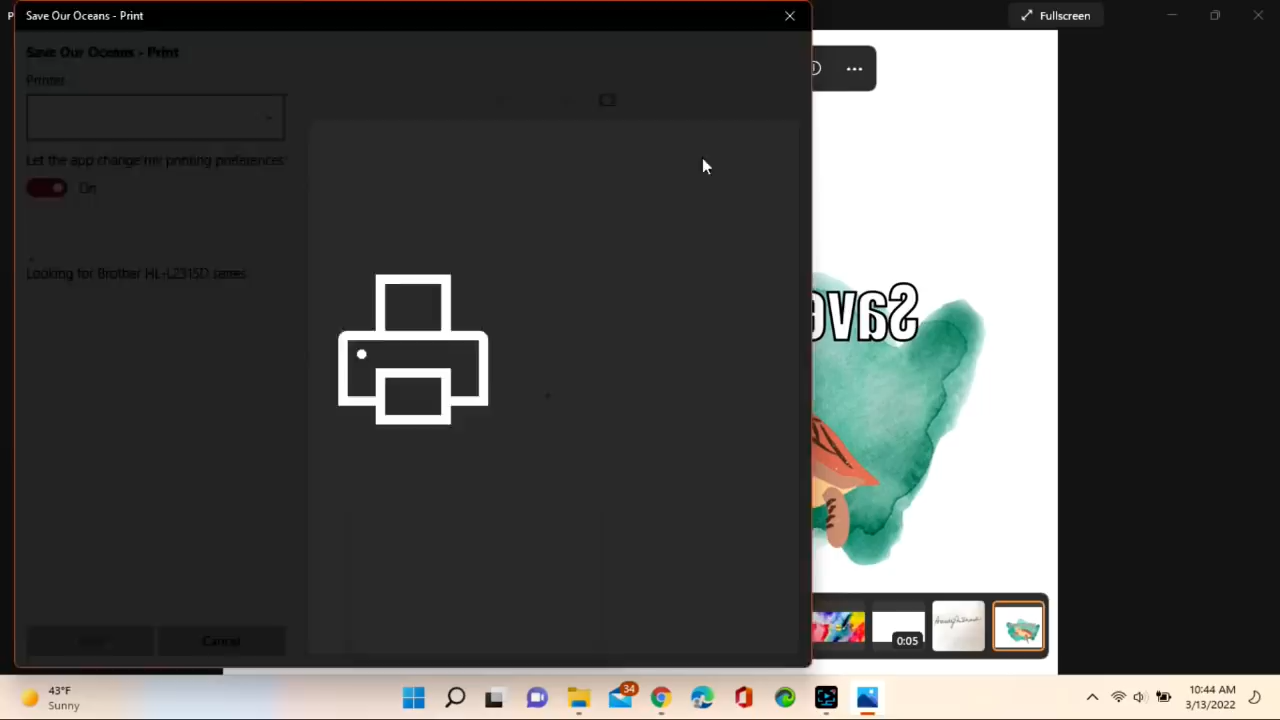 Save Our Oceans - Print
Fullscreen
Save Our Oceans - Print
Printer
Let the app change my printing preferences
On
Looking for Brother HL-L2315D series
Save
Cancel
0:05
43°F
Sunny
34
10:44 AM
3/13/2022